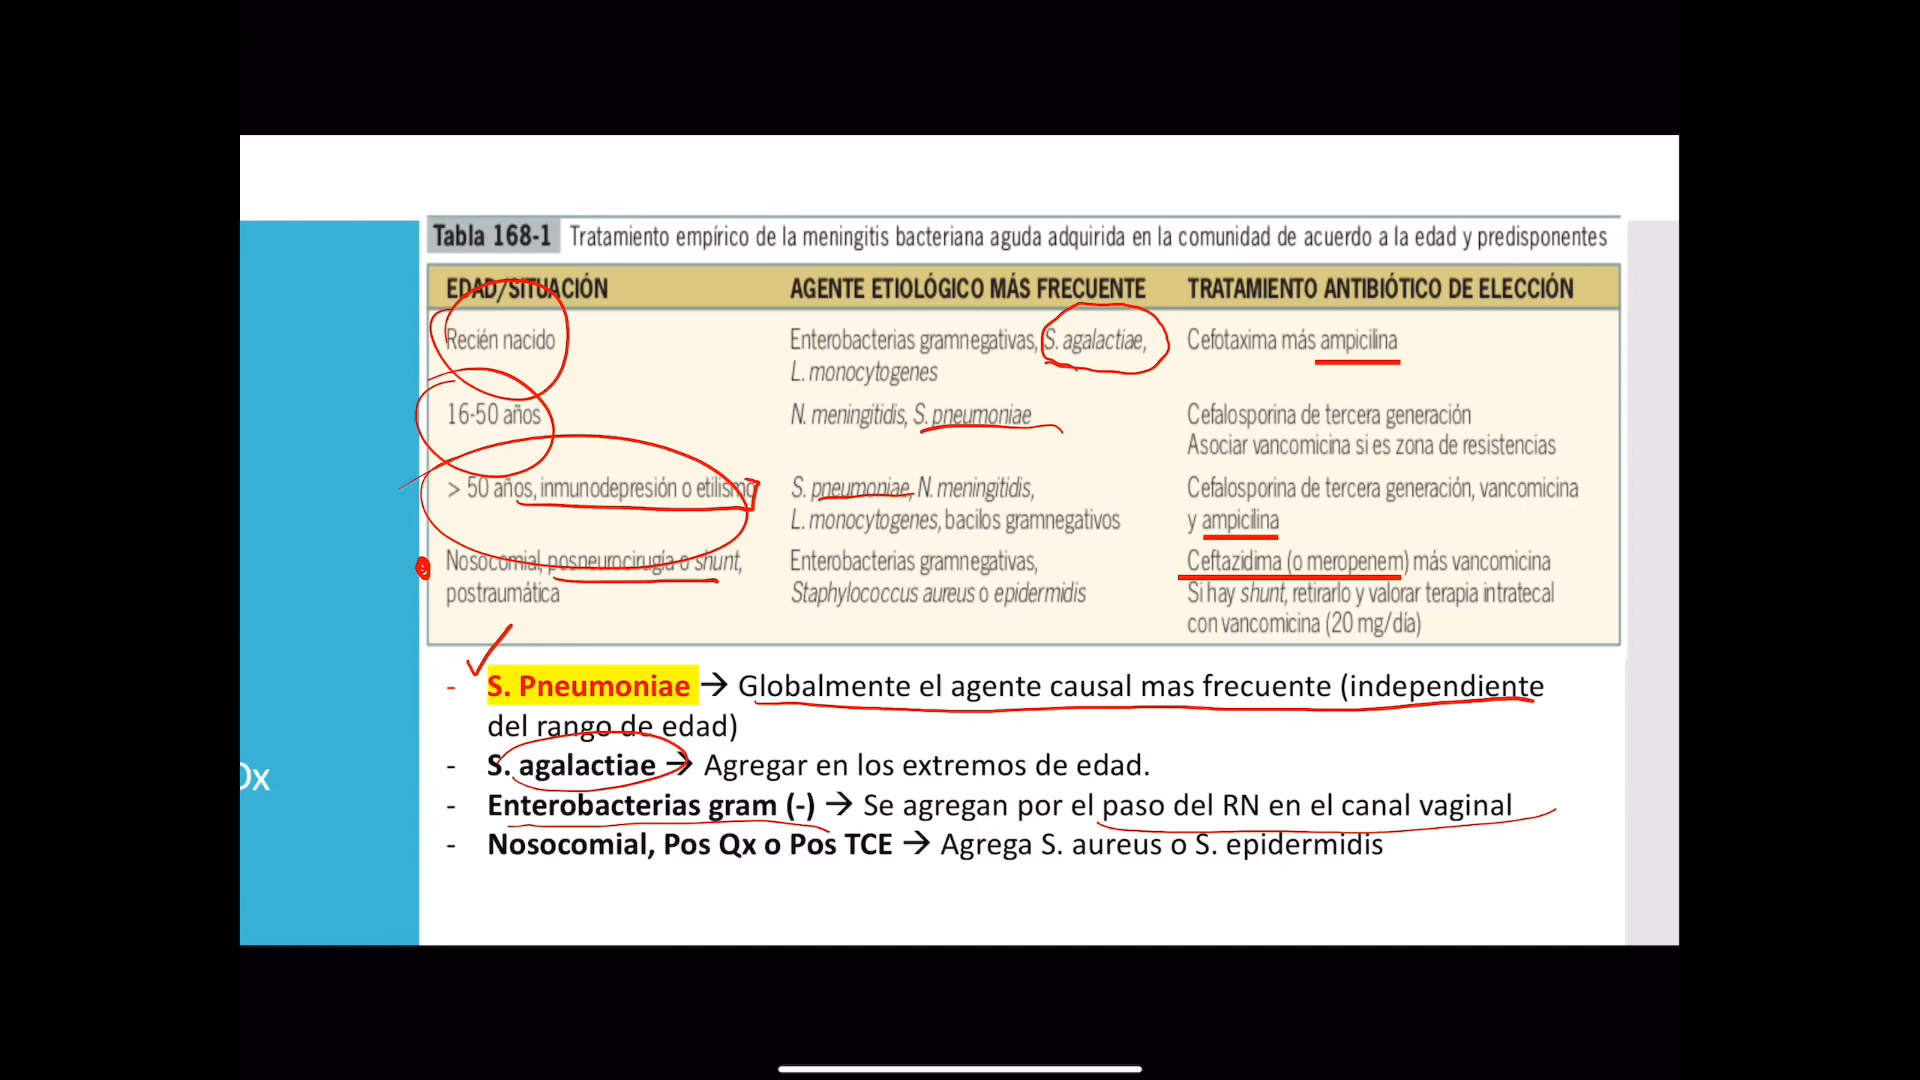 Tabla 168-1 Tratamiento empírico de la meningitis bacteriana aguda adquirida en la comunidad de acuerdo a la edad y predisponentes
EDAD/SITUACIÓN AGENTE ETIOLÓGICO MÁS FRECUENTE TRATAMIENTO ANTIBIÓTICO DE ELECCIÓN
Recién nacido Enterobacterias gramnegativas, S. agalactiae, Cefotaxima más ampicilina
L. monocytogenes
16-50 años N. meningitidis, S. pneumoniae Cefalosporina de tercera generación
Asociar vancomicina si es zona de resistencias
> 50 años, inmunodepresión o etilismo S. pneumoniae, N. meningitidis, Cefalosporina de tercera generación, vancomicina
L. monocytogenes, bacilos gramnegativos y ampicilina
Nosocomial, posneurocirugía o shunt, Enterobacterias gramnegativas, Ceftazidima (o meropenem) más vancomicina
postraumática Staphylococcus aureus o epidermidis Si hay shunt, retirarlo y valorar terapia intratecal
con vancomicina (20 mg/día)
- S. Pneumoniae → Globalmente el agente causal mas frecuente (independiente
del rango de edad)
- S. agalactiae → Agregar en los extremos de edad.
Dx
- Enterobacterias gram (-) → Se agregan por el paso del RN en el canal vaginal
- Nosocomial, Pos Qx o Pos TCE → Agrega S. aureus o S. epidermidis